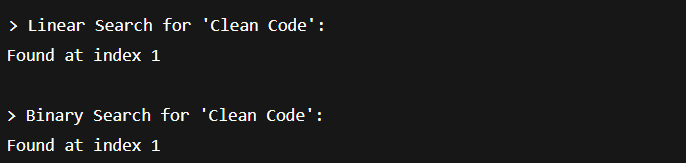 > Linear Search for 'Clean Code':
Found at index 1
> Binary Search for 'Clean Code':
Found at index 1